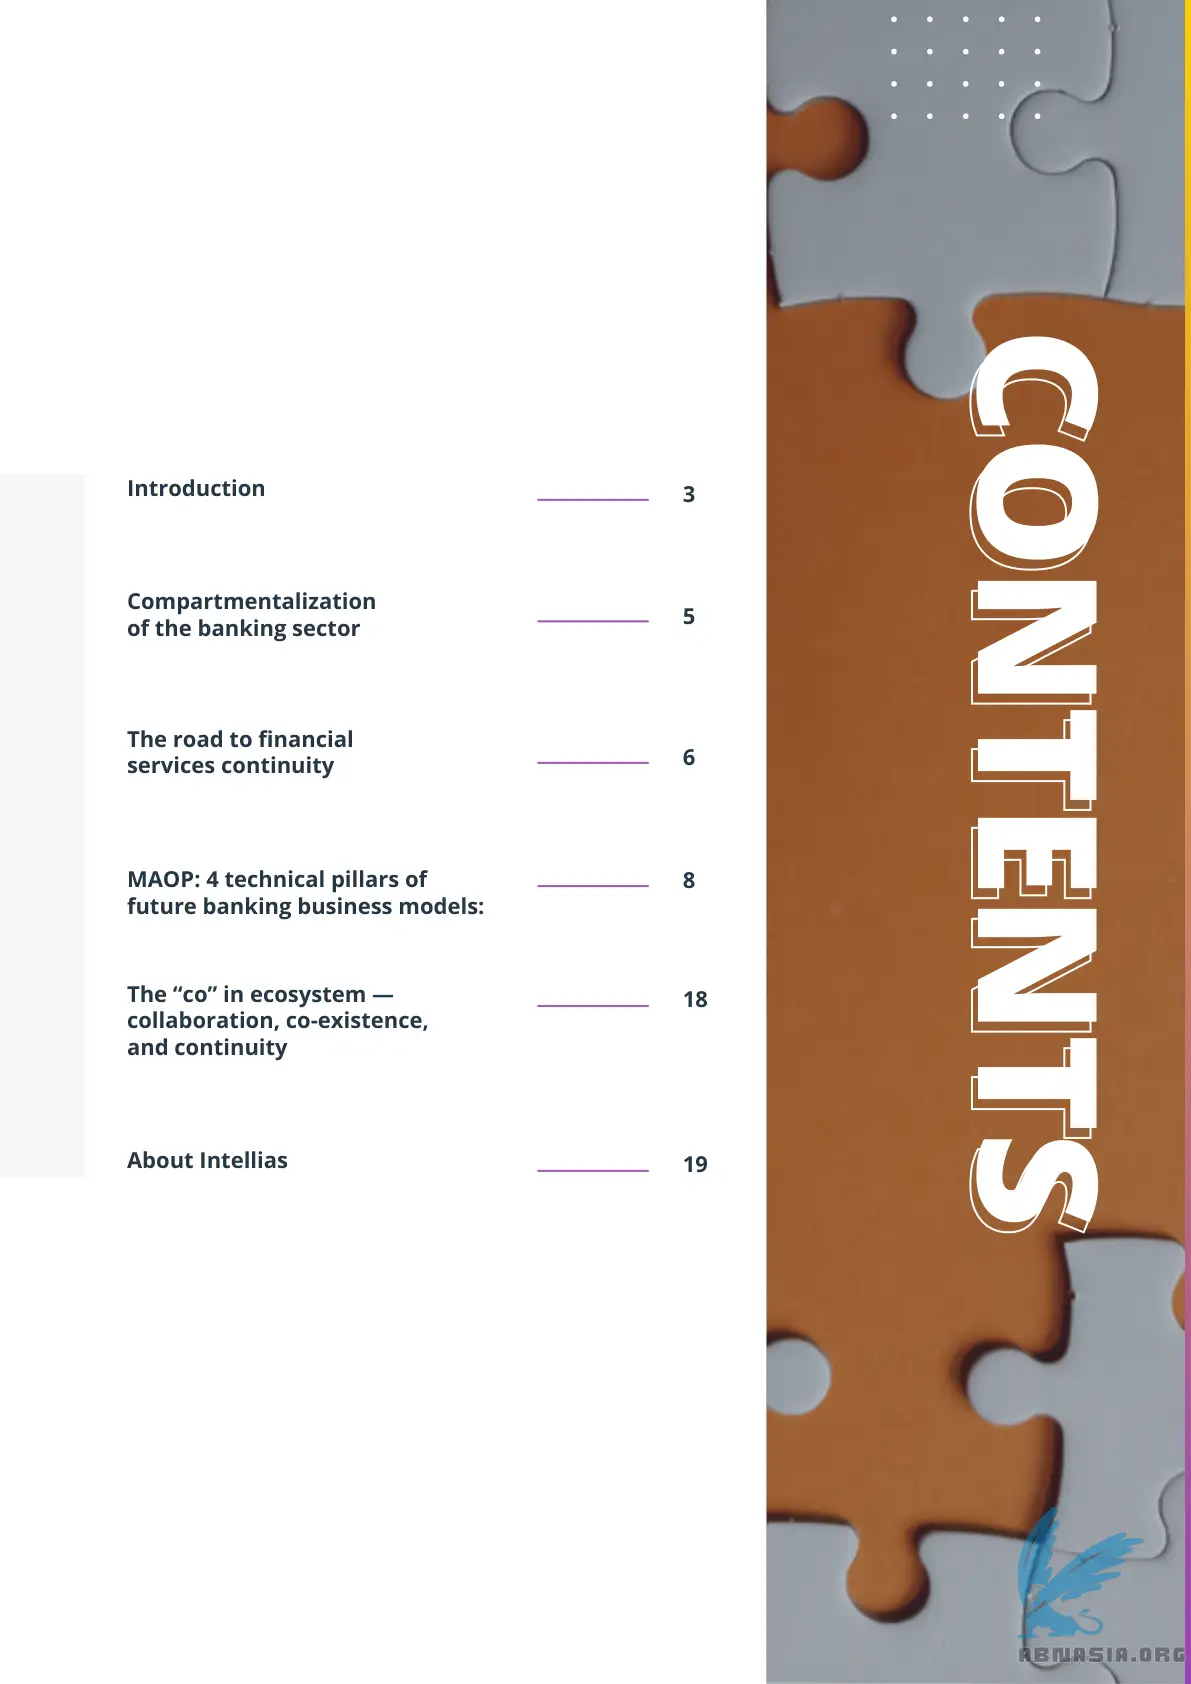 CONTENTS
Introduction 3
Compartmentalization
of the banking sector 5
The road to financial
services continuity 6
MAOP: 4 technical pillars of 8
future banking business models:
The “co” in ecosystem — 18
collaboration, co-existence,
and continuity
About Intellias 19
ABMASIA.ORG